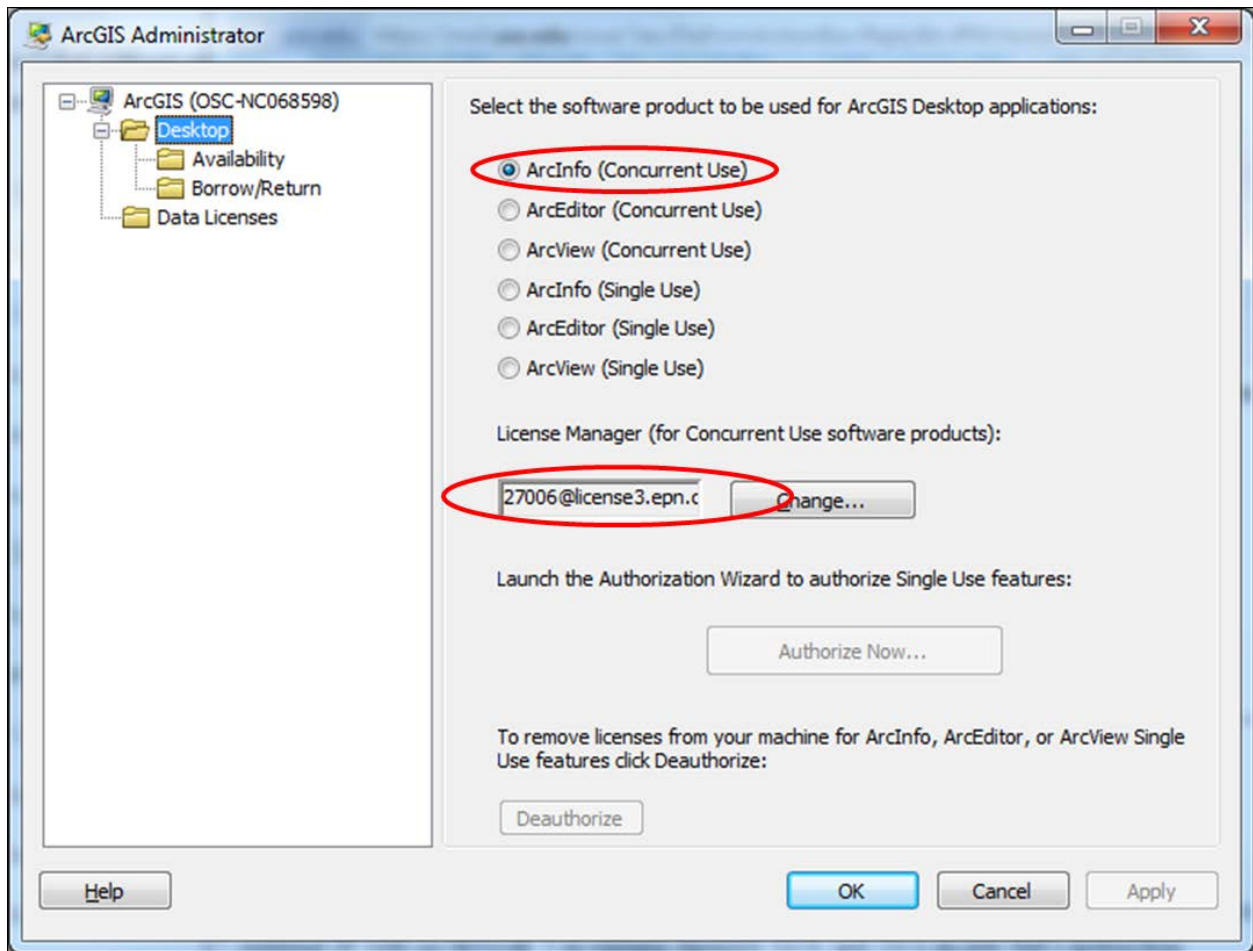 ArcGIS Administrator
ArcGIS (OSC-NC068598)
Desktop
Availability
Borrow/Return
Data Licenses
Select the software product to be used for ArcGIS Desktop applications:
ArcInfo (Concurrent Use)
ArcEditor (Concurrent Use)
ArcView (Concurrent Use)
ArcInfo (Single Use)
ArcEditor (Single Use)
ArcView (Single Use)
License Manager (for Concurrent Use software products):
27006@license3.epn.c
Change...
Launch the Authorization Wizard to authorize Single Use features:
Authorize Now...
To remove licenses from your machine for ArcInfo, ArcEditor, or ArcView Single
Use features click Deauthorize:
Deauthorize
Help
OK
Cancel
Apply